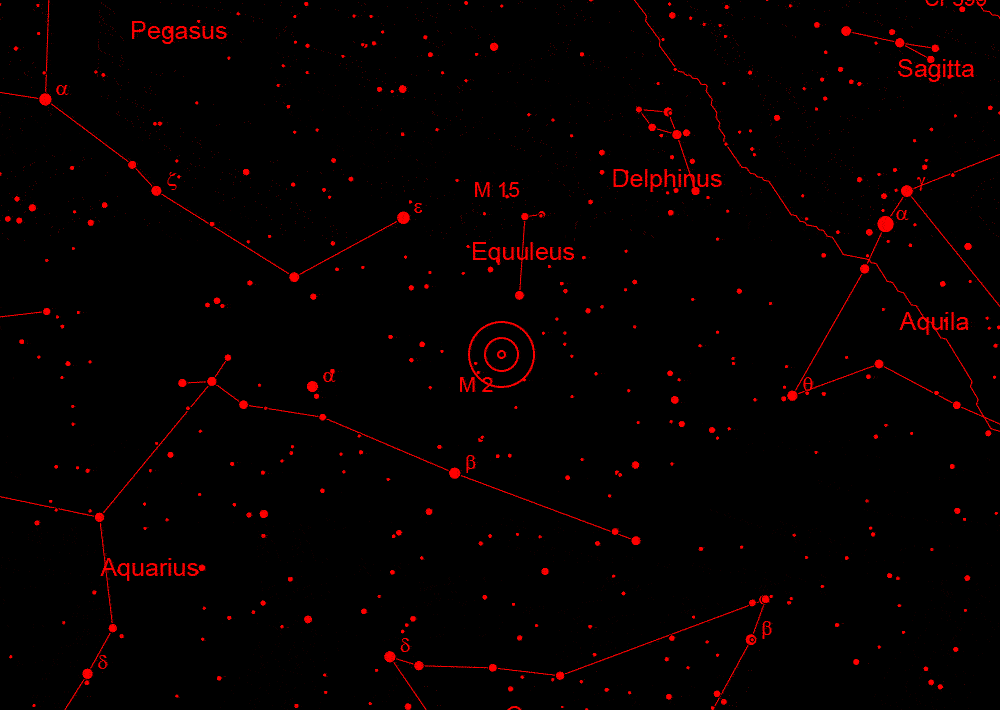 Pegasus
Sagitta
α
ζ
Delphinus
M 15
γ
ε
α
Equuleus
Aquila
M 2
α
θ
β
Aquarius
β
δ
δ